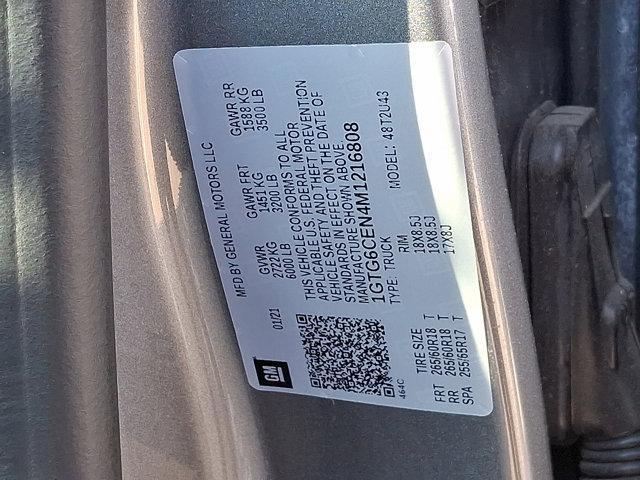 GM
MFD BY GENERAL MOTORS LLC
01/21
GVWR GAWR FRT GAWR RR
2722 KG 1451 KG 1588 KG
6000 LB 3200 LB 3500 LB
THIS VEHICLE CONFORMS TO ALL
APPLICABLE U.S. FEDERAL MOTOR
VEHICLE SAFETY AND THEFT PREVENTION
STANDARDS IN EFFECT ON THE DATE OF
MANUFACTURE SHOWN ABOVE.
1GTG6CEN4M1216808
TYPE: TRUCK MODEL: 48T2U43
464C
TIRE SIZE RIM
FRT 265/60R18 T 18X8.5J
RR 265/60R18 T 18X8.5J
SPA 255/65R17 T 17X8J